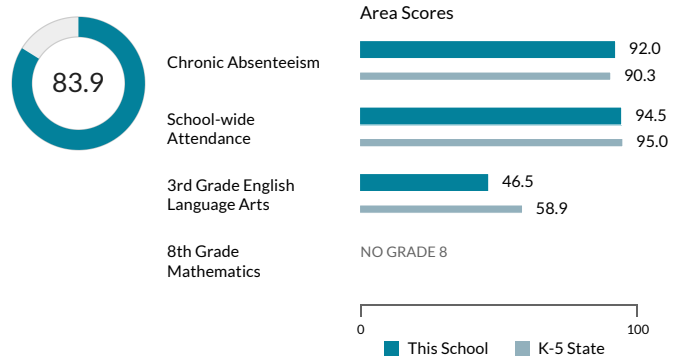 Area Scores
83.9
Chronic Absenteeism
92.0
90.3
School-wide
Attendance
94.5
95.0
3rd Grade English
Language Arts
46.5
58.9
8th Grade
Mathematics
NO GRADE 8
0
100
This School
K-5 State